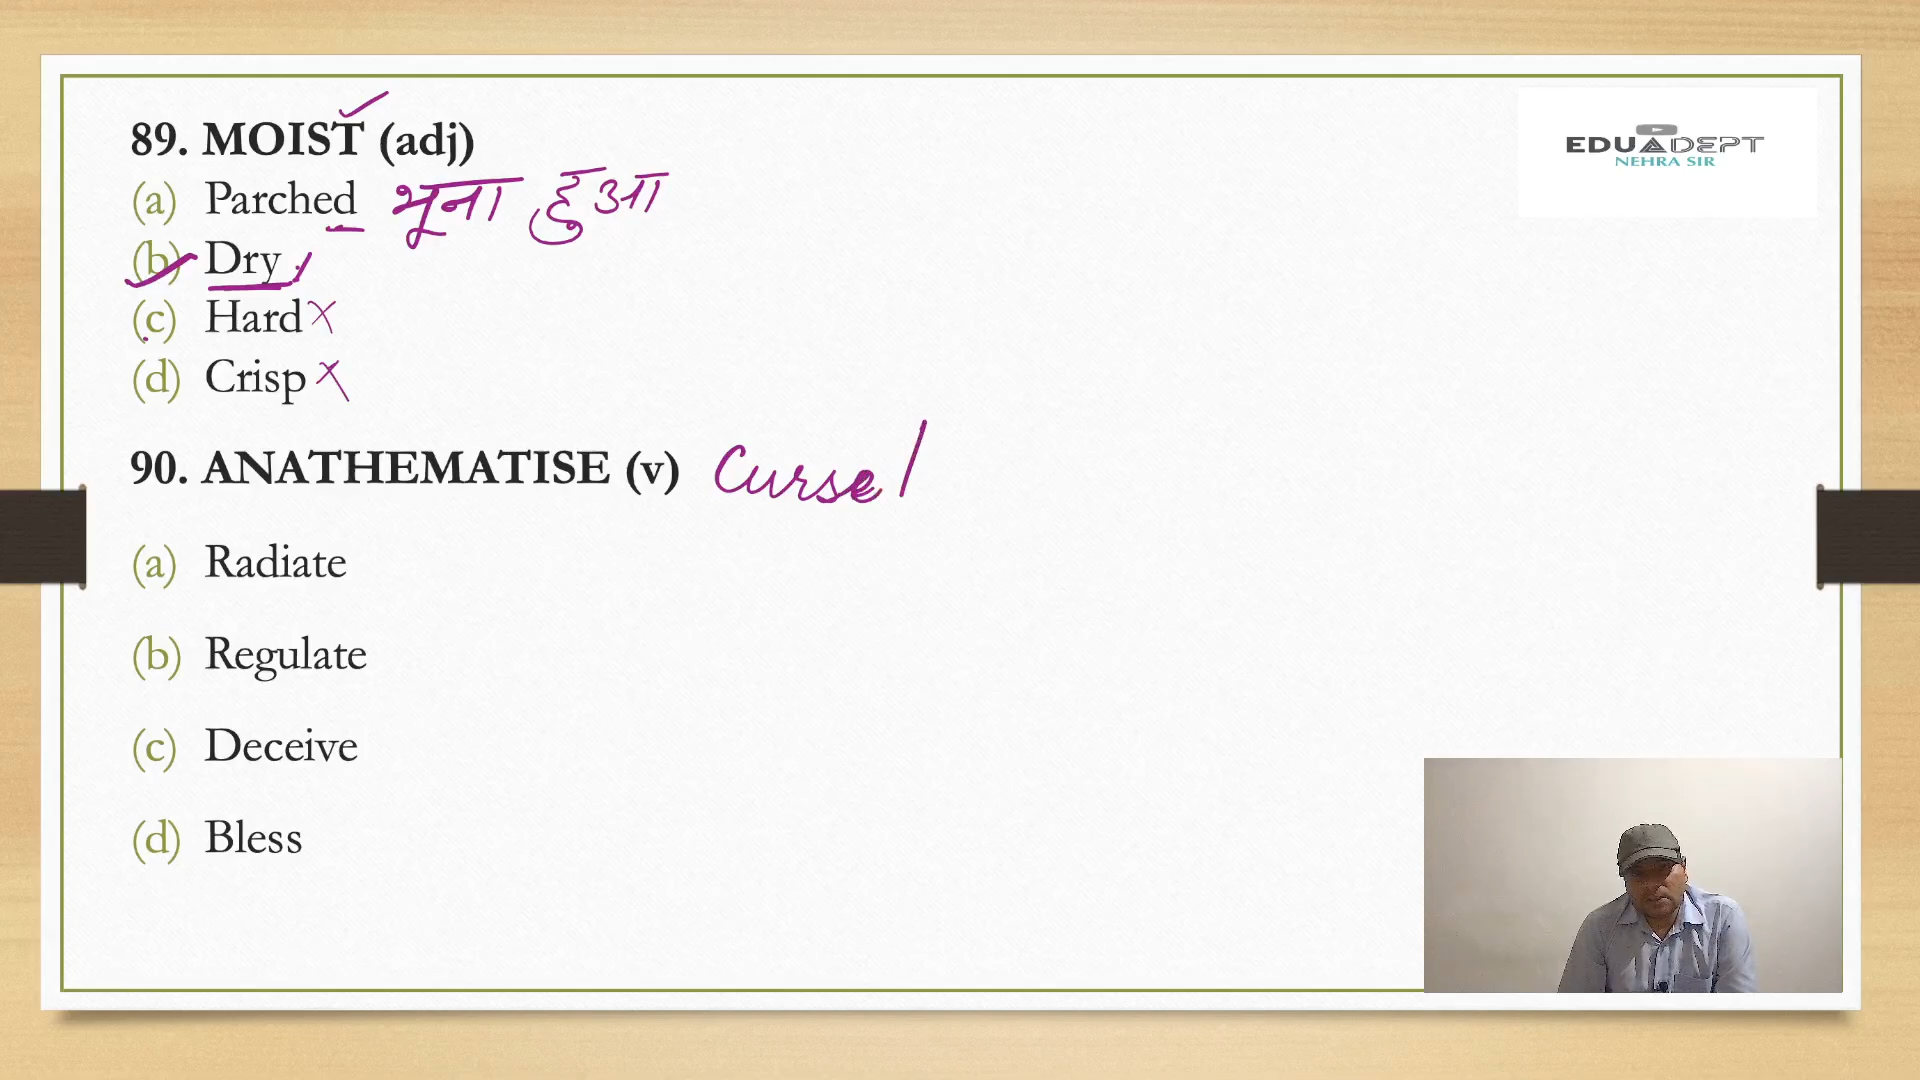 89. MOIST (adj)
(a) Parched भूना हुआ
(b) Dry
(c) Hard
(d) Crisp
90. ANATHEMATISE (v) Curse
(a) Radiate
(b) Regulate
(c) Deceive
(d) Bless
EDUADEPT
NEHRA SIR